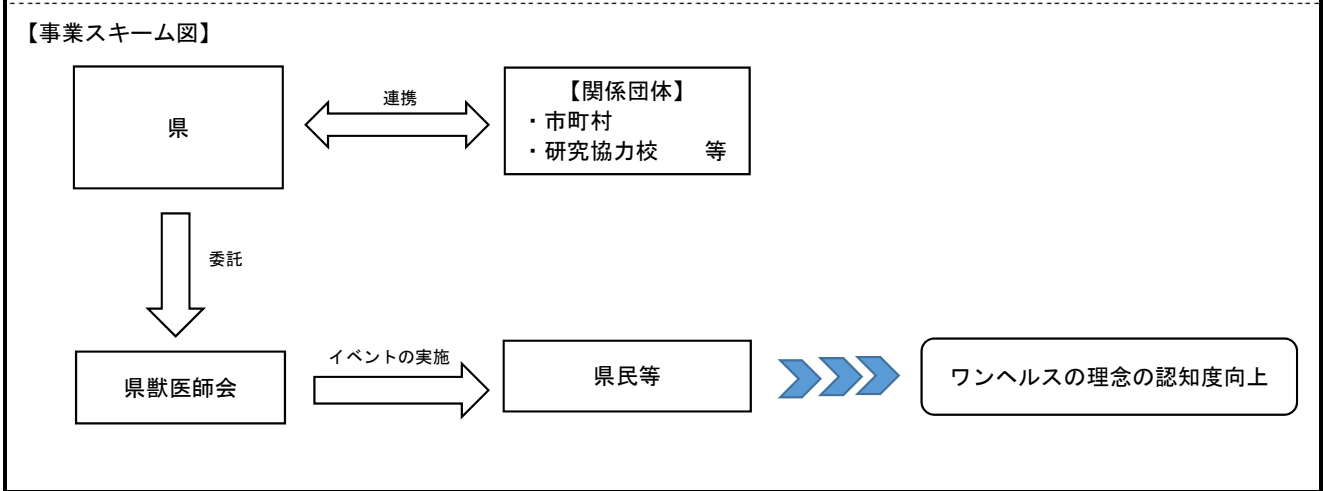 【事業スキーム図】
県
連携
【関係団体】
・市町村
・研究協力校　　等
委託
県獣医師会
イベントの実施
県民等
ワンヘルスの理念の認知度向上